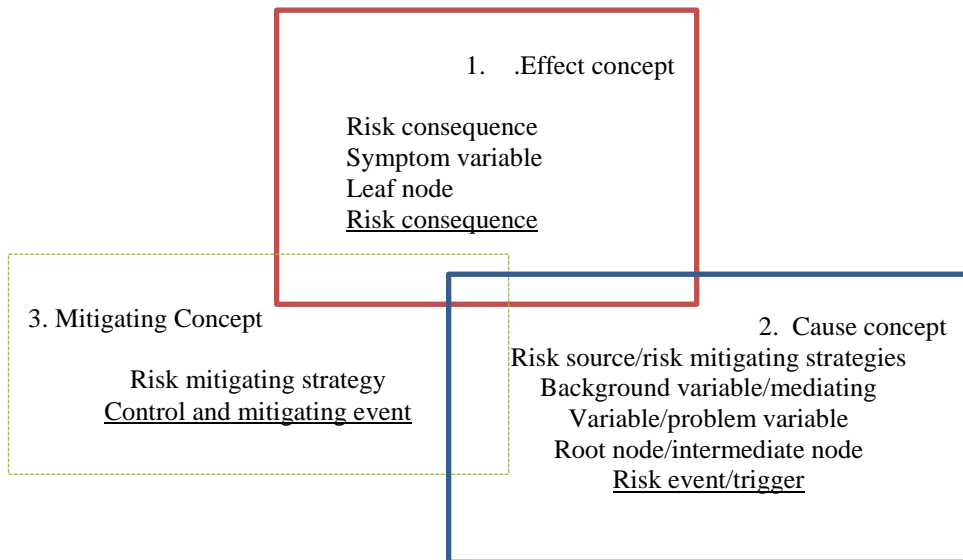 1. .Effect concept
Risk consequence
Symptom variable
Leaf node
Risk consequence
3. Mitigating Concept
Risk mitigating strategy
Control and mitigating event
2. Cause concept
Risk source/risk mitigating strategies
Background variable/mediating
Variable/problem variable
Root node/intermediate node
Risk event/trigger